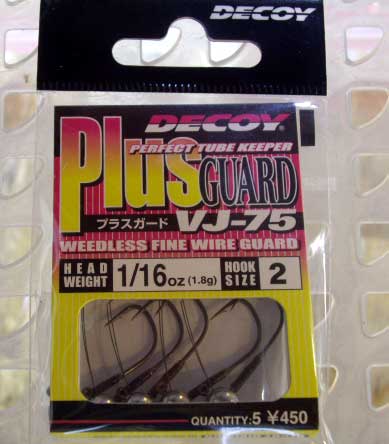 DECOY
DECOY
PERFECT TUBE KEEPER
Plus GUARD
プラスガード VJ-75
WEEDLESS FINE WIRE GUARD
HEAD WEIGHT 1/16oz (1.8g) HOOK SIZE 2
QUANTITY:5 ¥450